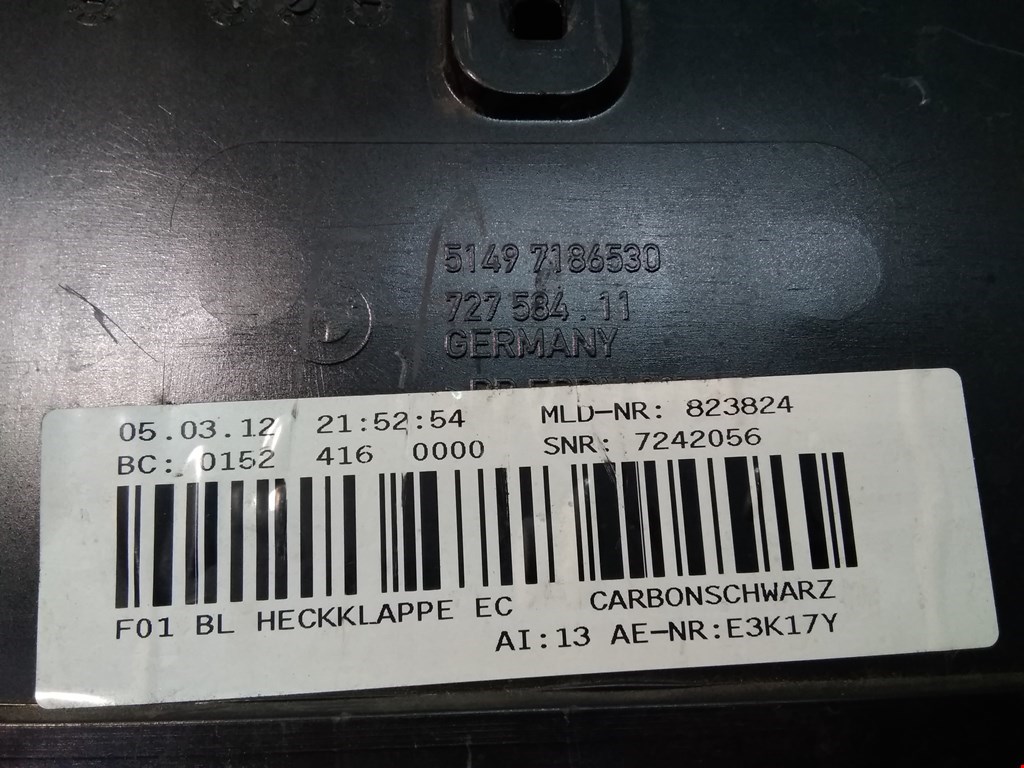 5149 7186530
727 584.11
GERMANY
05.03.12 21:52:54 MLD-NR: 823824
BC: 0152 416 0000 SNR: 7242056
F01 BL HECKKLAPPE EC CARBONSCHWARZ
AI:13 AE-NR:E3K17Y